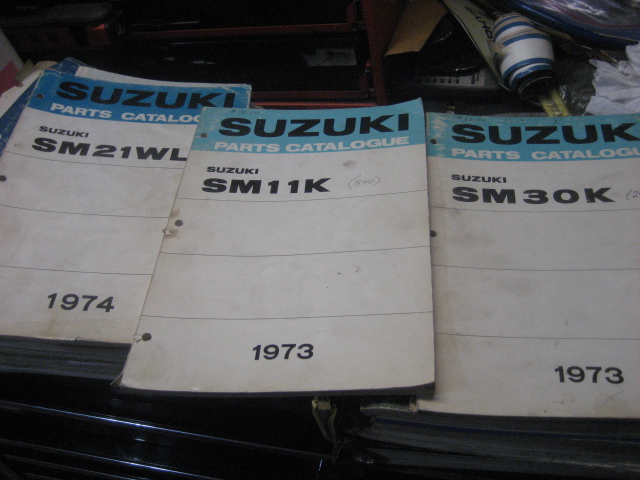 SUZUKI
PARTS CATALOGUE
SUZUKI
SM21WL
1974
SUZUKI
PARTS CATALOGUE
SUZUKI
SM11K
1973
SUZUKI
PARTS CATALOGUE
SUZUKI
SM30K
1973